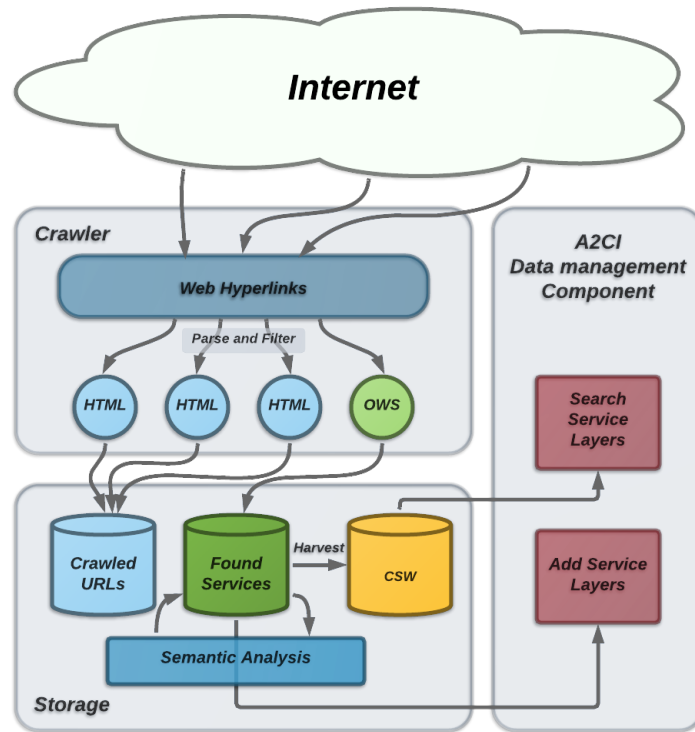 Internet
Crawler
Web Hyperlinks
Parse and Filter
HTML
HTML
HTML
OWS
A2CI
Data management
Component
Search
Service
Layers
Add Service
Layers
Crawled
URLs
Found
Services
Harvest
CSW
Semantic Analysis
Storage